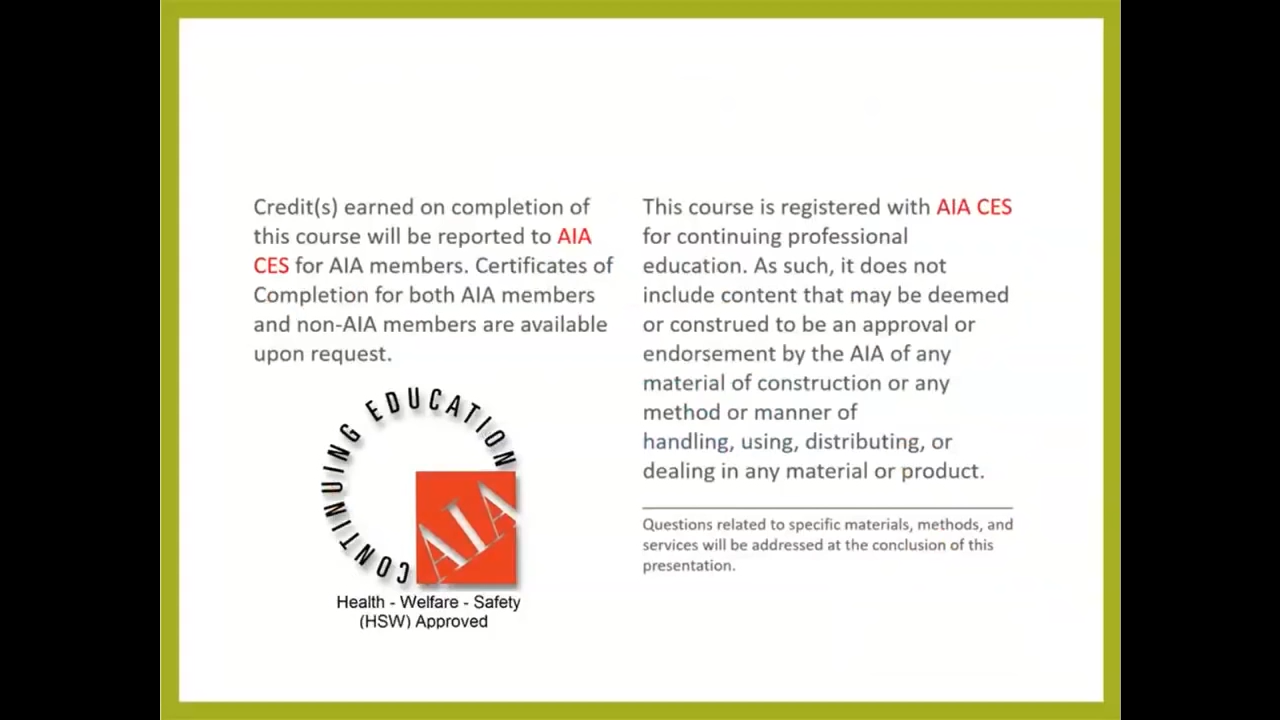 Credit(s) earned on completion of
this course will be reported to AIA
CES for AIA members. Certificates of
Completion for both AIA members
and non-AIA members are available
upon request.
CONTINUING EDUCATION
AIA
Health - Welfare - Safety
(HSW) Approved
This course is registered with AIA CES
for continuing professional
education. As such, it does not
include content that may be deemed
or construed to be an approval or
endorsement by the AIA of any
material of construction or any
method or manner of
handling, using, distributing, or
dealing in any material or product.
Questions related to specific materials, methods, and
services will be addressed at the conclusion of this
presentation.